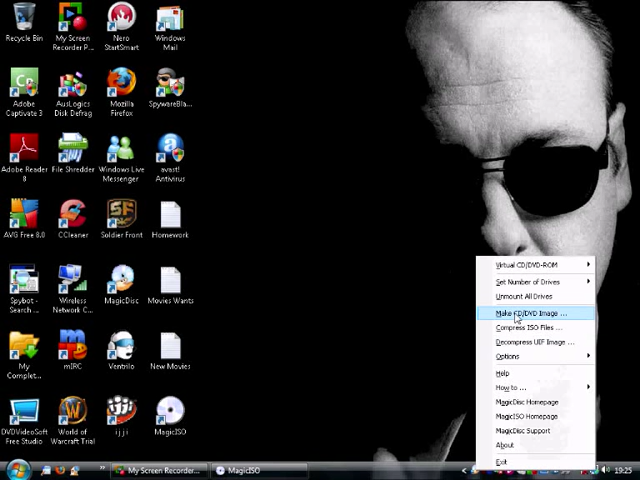 Recycle Bin
My Screen
Recorder P...
Nero
StartSmart
Windows
Mail
Adobe
Captivate 3
AusLogics
Disk Defrag
Mozilla
Firefox
SpywareBla...
Adobe Reader
8
File Shredder
Windows Live
Messenger
avast!
Antivirus
AVG Free 8.0
CCleaner
Soldier Front
Homework
Spybot -
Search ...
Wireless
Network C...
MagicDisc
Movies Wants
My
Complet...
mIRC
Ventrilo
New Movies
DVDVideoSoft
Free Studio
World of
Warcraft Trial
i j j i
MagicISO
Virtual CD/DVD-ROM
Set Number of Drives
Unmount All Drives
Make CD/DVD Image ...
Compress ISO Files ...
Decompress UIF Image ...
Options
Help
How to ...
MagicDisc Homepage
MagicISO Homepage
MagicDisc Support
About
Exit
My Screen Recorder...
MagicISO
19:25